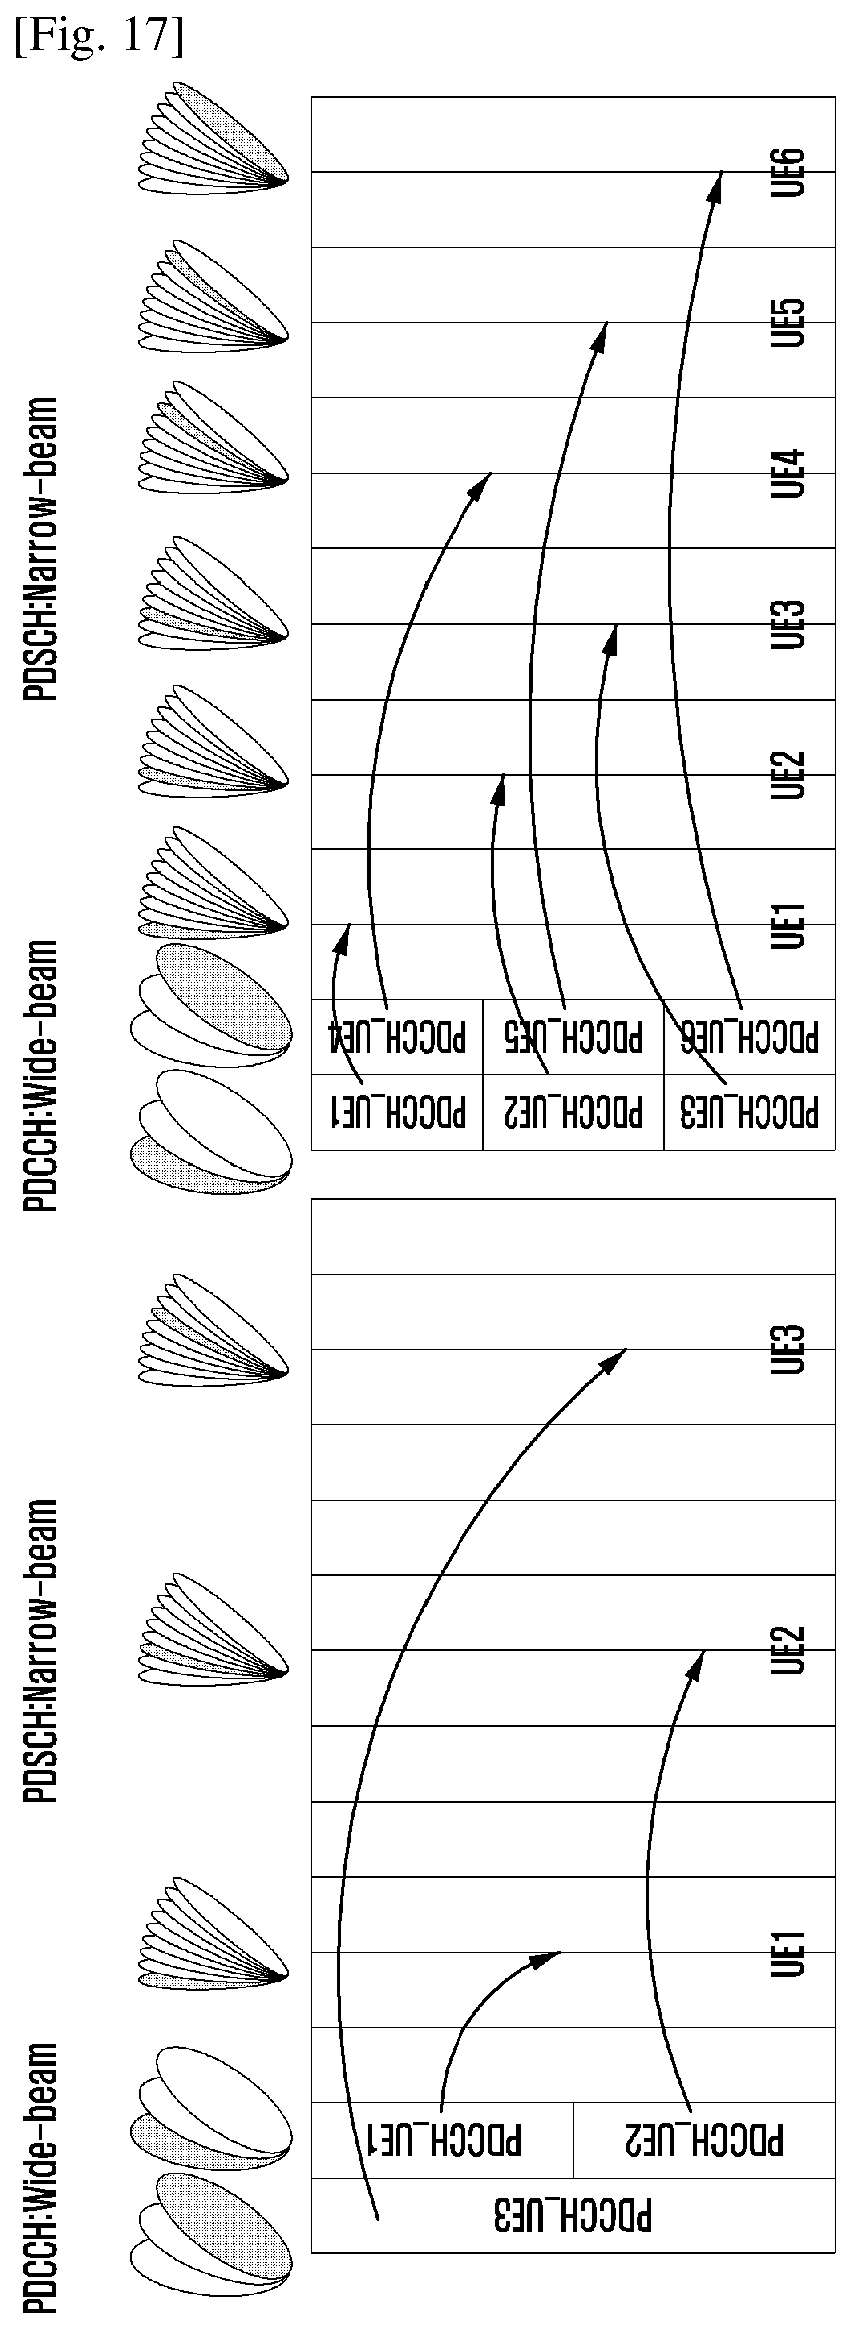 [Fig. 17]
PDCCH:Wide-beam
PDSCH:Narrow-beam
PDCCH:Wide-beam
PDSCH:Narrow-beam
PDCCH_UE3
PDCCH_UE1
PDCCH_UE2
UE1
UE2
UE3
PDCCH_UE1
PDCCH_UE2
PDCCH_UE3
PDCCH_UE4
PDCCH_UE5
PDCCH_UE6
UE1
UE2
UE3
UE4
UE5
UE6